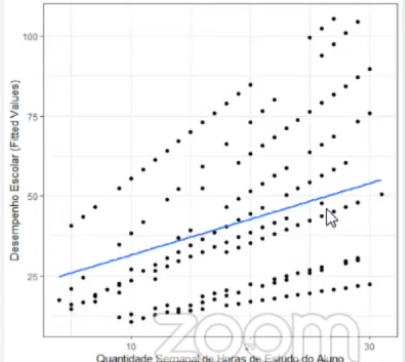 100
75
50
25
Desempenho Escolar (Fitted Values)
10
20
30
Quantidade Semanal de Horas de Estudo do Aluno
zoom